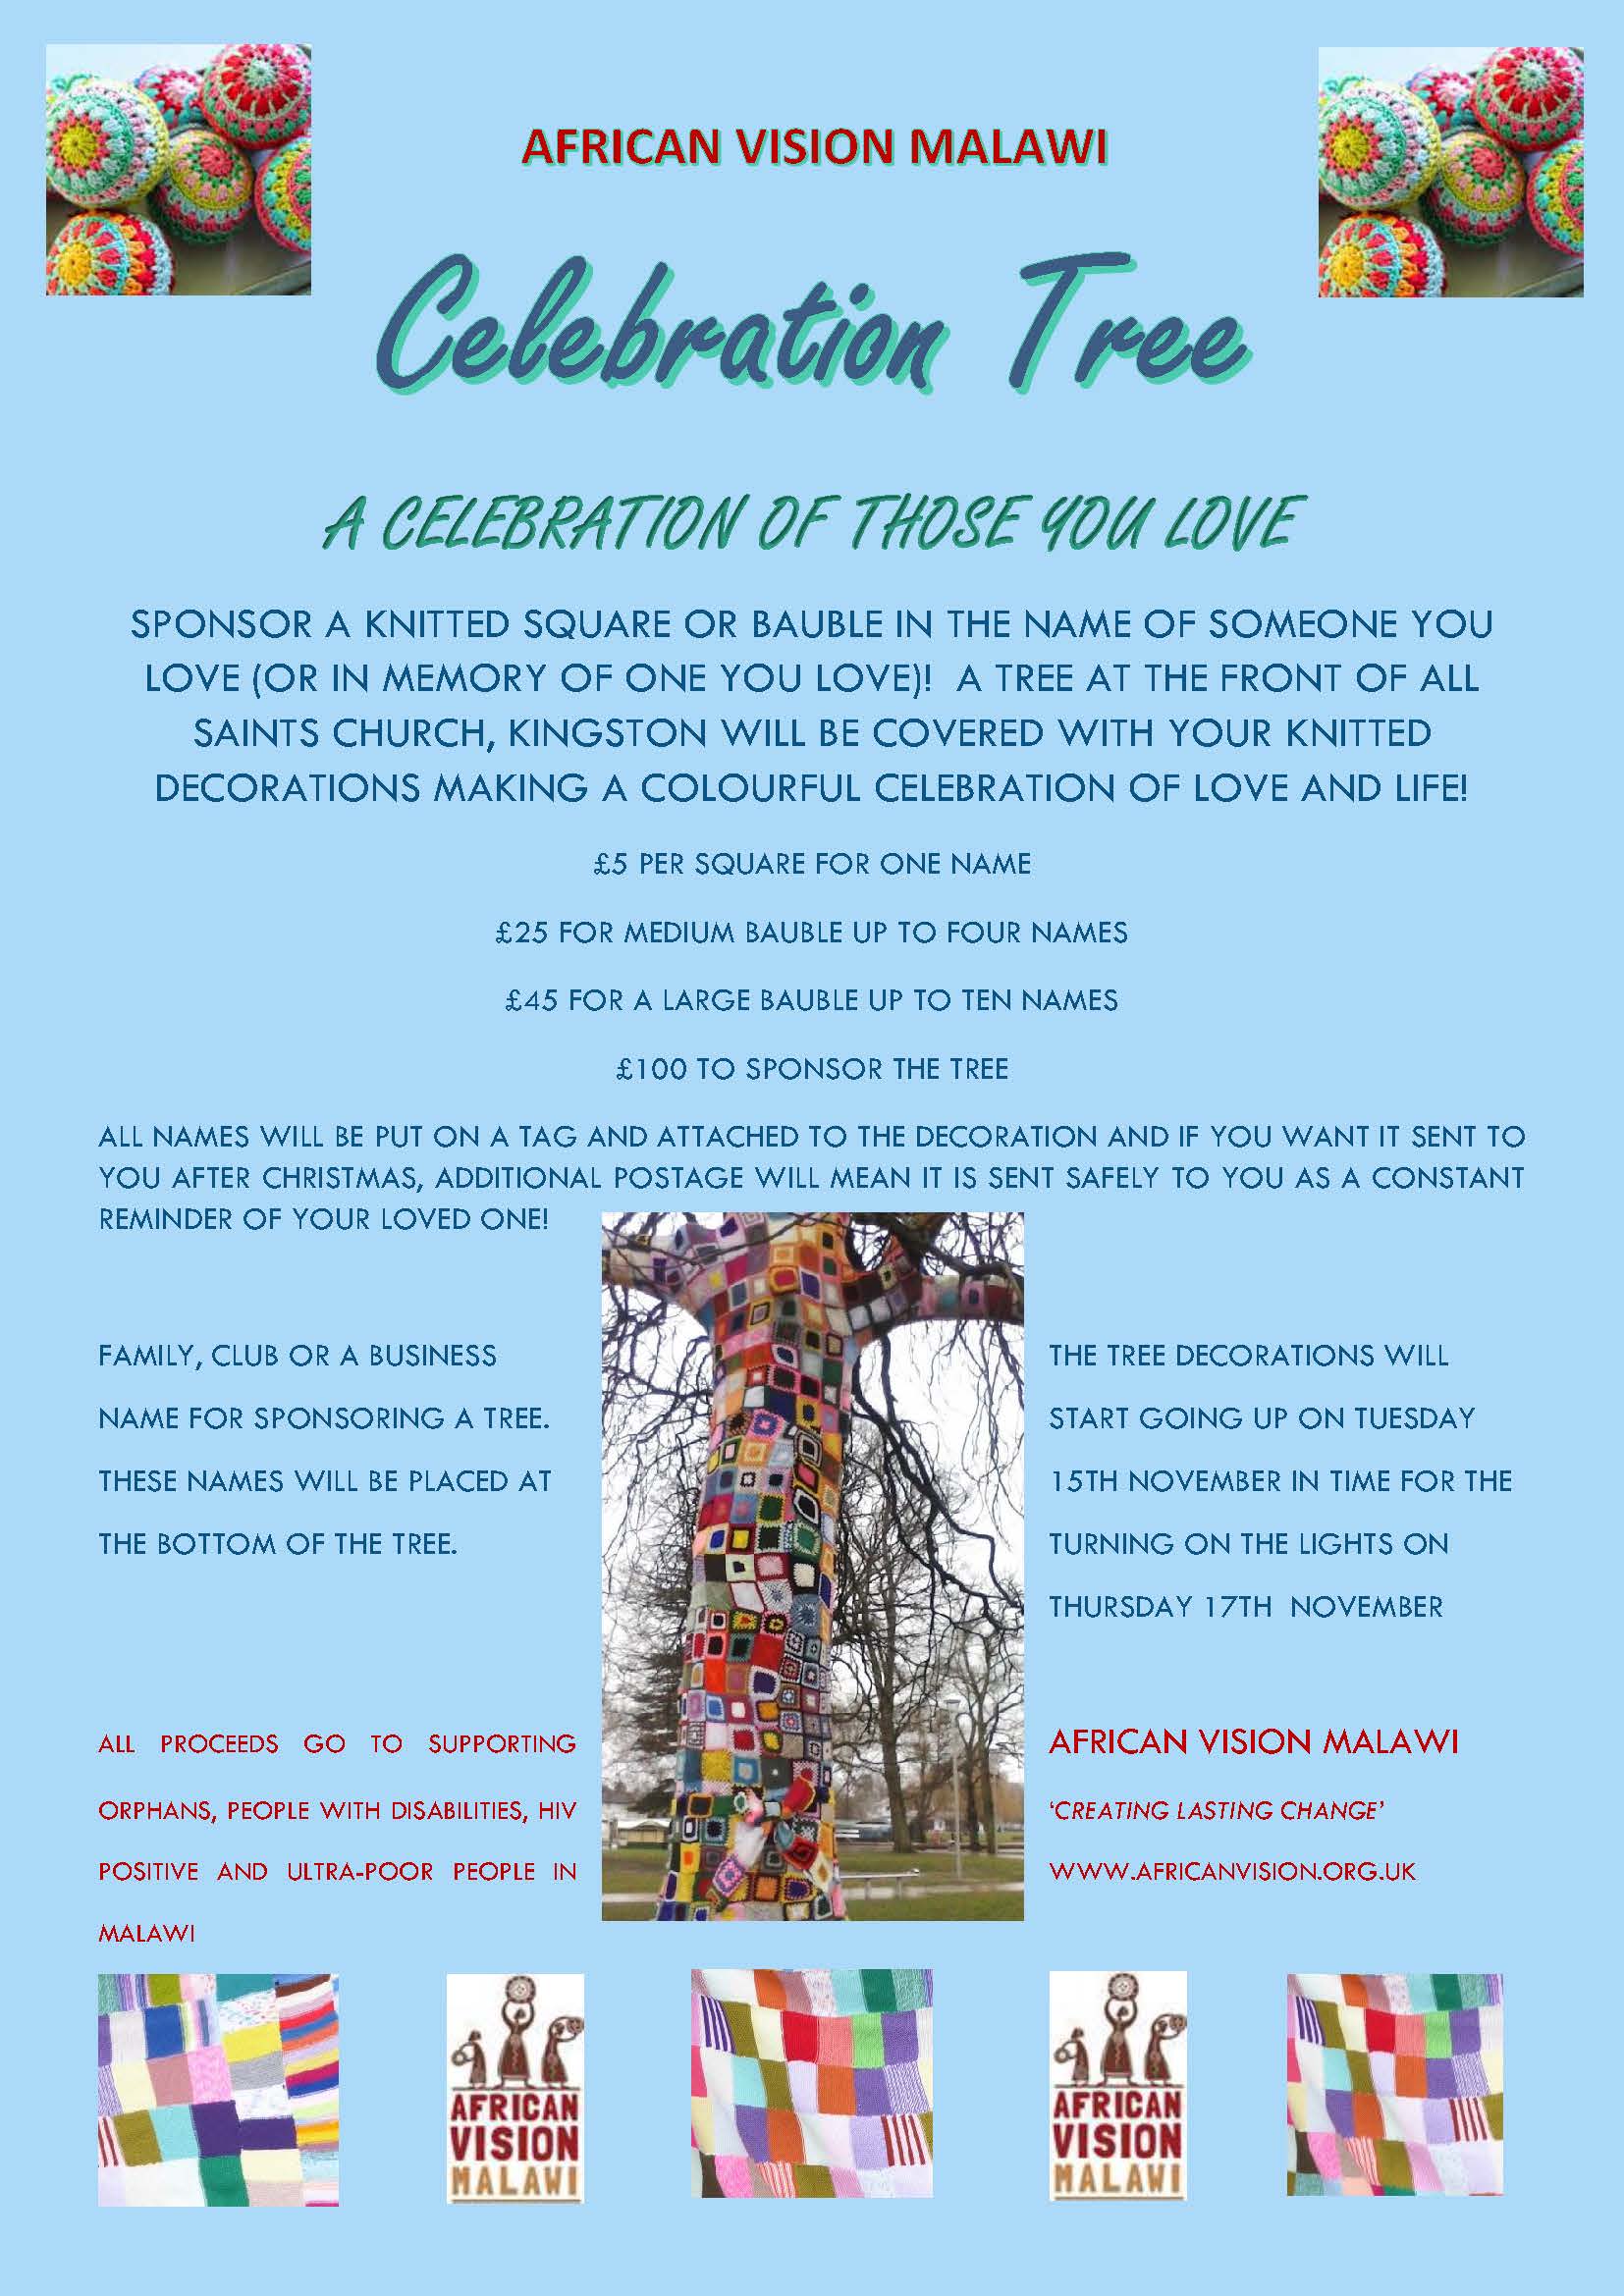 AFRICAN VISION MALAWI
Celebration Tree
A CELEBRATION OF THOSE YOU LOVE
SPONSOR A KNITTED SQUARE OR BAUBLE IN THE NAME OF SOMEONE YOU
LOVE (OR IN MEMORY OF ONE YOU LOVE)! A TREE AT THE FRONT OF ALL
SAINTS CHURCH, KINGSTON WILL BE COVERED WITH YOUR KNITTED
DECORATIONS MAKING A COLOURFUL CELEBRATION OF LOVE AND LIFE!
£5 PER SQUARE FOR ONE NAME
£25 FOR MEDIUM BAUBLE UP TO FOUR NAMES
£45 FOR A LARGE BAUBLE UP TO TEN NAMES
£100 TO SPONSOR THE TREE
ALL NAMES WILL BE PUT ON A TAG AND ATTACHED TO THE DECORATION AND IF YOU WANT IT SENT TO
YOU AFTER CHRISTMAS, ADDITIONAL POSTAGE WILL MEAN IT IS SENT SAFELY TO YOU AS A CONSTANT
REMINDER OF YOUR LOVED ONE!
FAMILY, CLUB OR A BUSINESS
NAME FOR SPONSORING A TREE.
THESE NAMES WILL BE PLACED AT
THE BOTTOM OF THE TREE.
THE TREE DECORATIONS WILL
START GOING UP ON TUESDAY
15TH NOVEMBER IN TIME FOR THE
TURNING ON THE LIGHTS ON
THURSDAY 17TH NOVEMBER
ALL PROCEEDS GO TO SUPPORTING
ORPHANS, PEOPLE WITH DISABILITIES, HIV
POSITIVE AND ULTRA-POOR PEOPLE IN
MALAWI
AFRICAN VISION MALAWI
‘CREATING LASTING CHANGE’
WWW.AFRICANVISION.ORG.UK
AFRICAN
VISION
MALAWI
AFRICAN
VISION
MALAWI